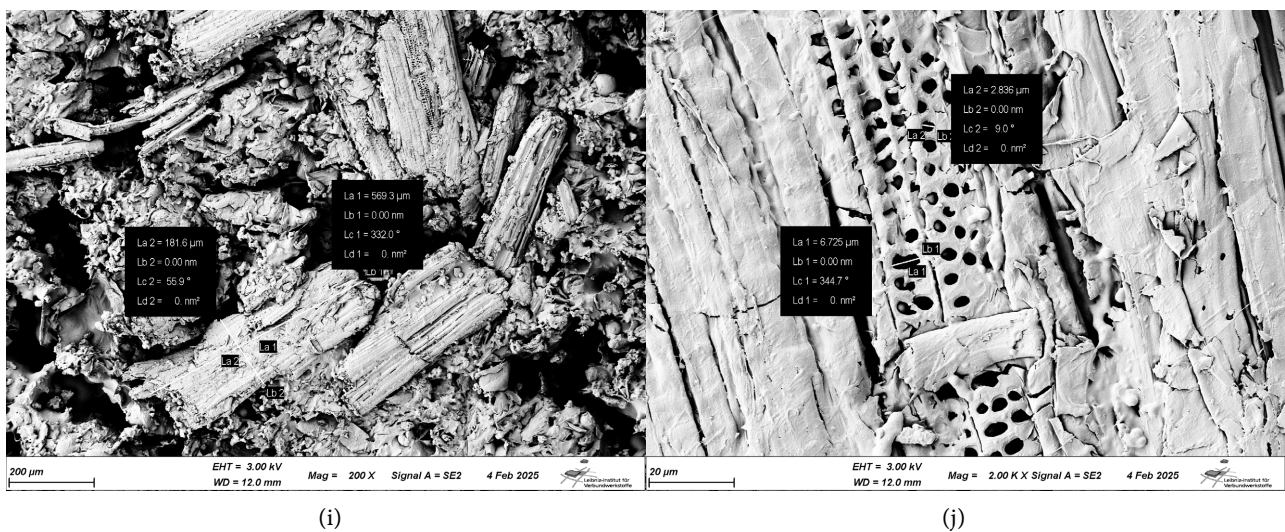 La 1 = 569.3 µm
Lb 1 = 0.00 nm
Lc 1 = 332.0 °
Ld 1 = 0. nm²
La 2 = 181.6 µm
Lb 2 = 0.00 nm
Lc 2 = 55.9 °
Ld 2 = 0. nm²
Lb 1
La 1
La 2
Lb 2
200 µm
EHT = 3.00 kV
WD = 12.0 mm
Mag = 200 X
Signal A = SE2
4 Feb 2025
Leibniz-Institut für
Verbundwerkstoffe
(i)
La 2 = 2.836 µm
Lb 2 = 0.00 nm
Lc 2 = 9.0 °
Ld 2 = 0. nm²
La 2
Lb 2
La 1 = 6.725 µm
Lb 1 = 0.00 nm
Lc 1 = 344.7 °
Ld 1 = 0. nm²
Lb 1
La 1
20 µm
EHT = 3.00 kV
WD = 12.0 mm
Mag = 2.00 K X
Signal A = SE2
4 Feb 2025
Leibniz-Institut für
Verbundwerkstoffe
(j)